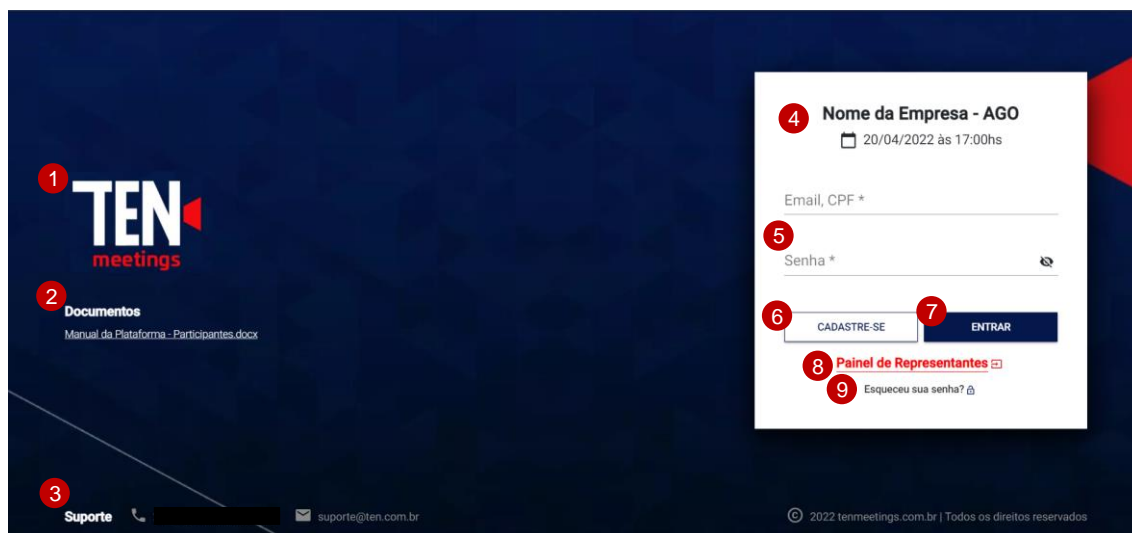 1
TEN
meetings
2
Documentos
Manual da Plataforma - Participantes.docx
3
Suporte
suporte@ten.com.br
4
Nome da Empresa - AGO
20/04/2022 às 17:00hs
Email, CPF *
5
Senha *
6
CADASTRE-SE
7
ENTRAR
8
Painel de Representantes
9
Esqueceu sua senha?
© 2022 tenmeetings.com.br | Todos os direitos reservados